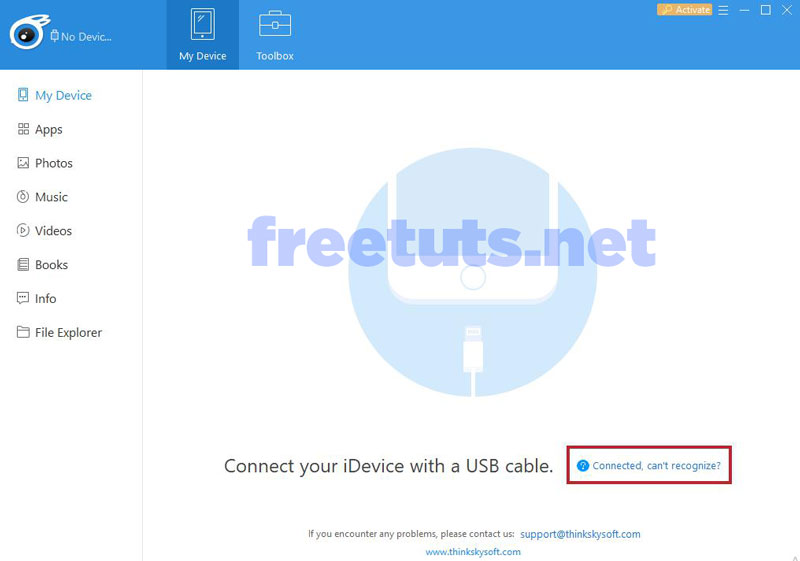 Activate
No Devic...
My Device
Toolbox
My Device
Apps
Photos
Music
Videos
Books
Info
File Explorer
freetuts.net
Connect your iDevice with a USB cable.
? Connected, can't recognize?
If you encounter any problems, please contact us: support@thinkskysoft.com
www.thinkskysoft.com